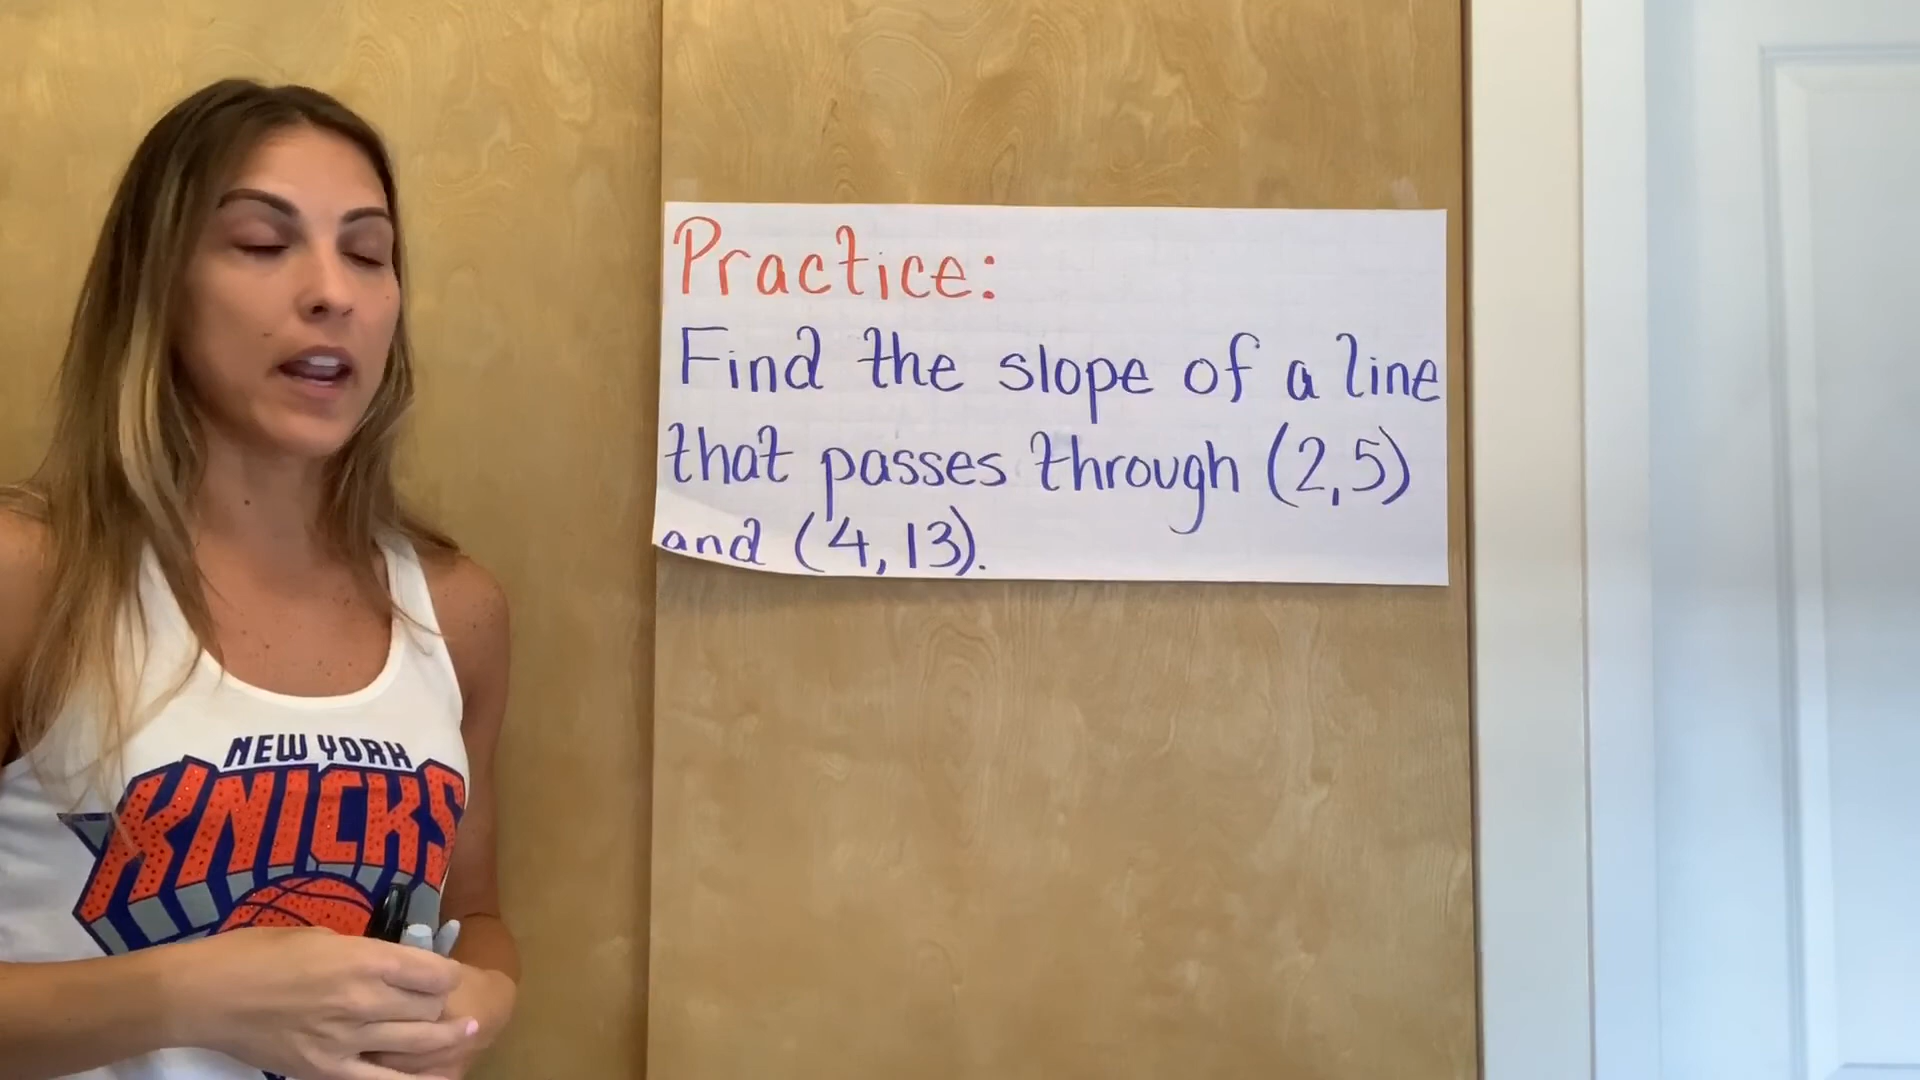 Practice:
Find the slope of a line
that passes through (2,5)
and (4,13).
NEW YORK
KNICKS